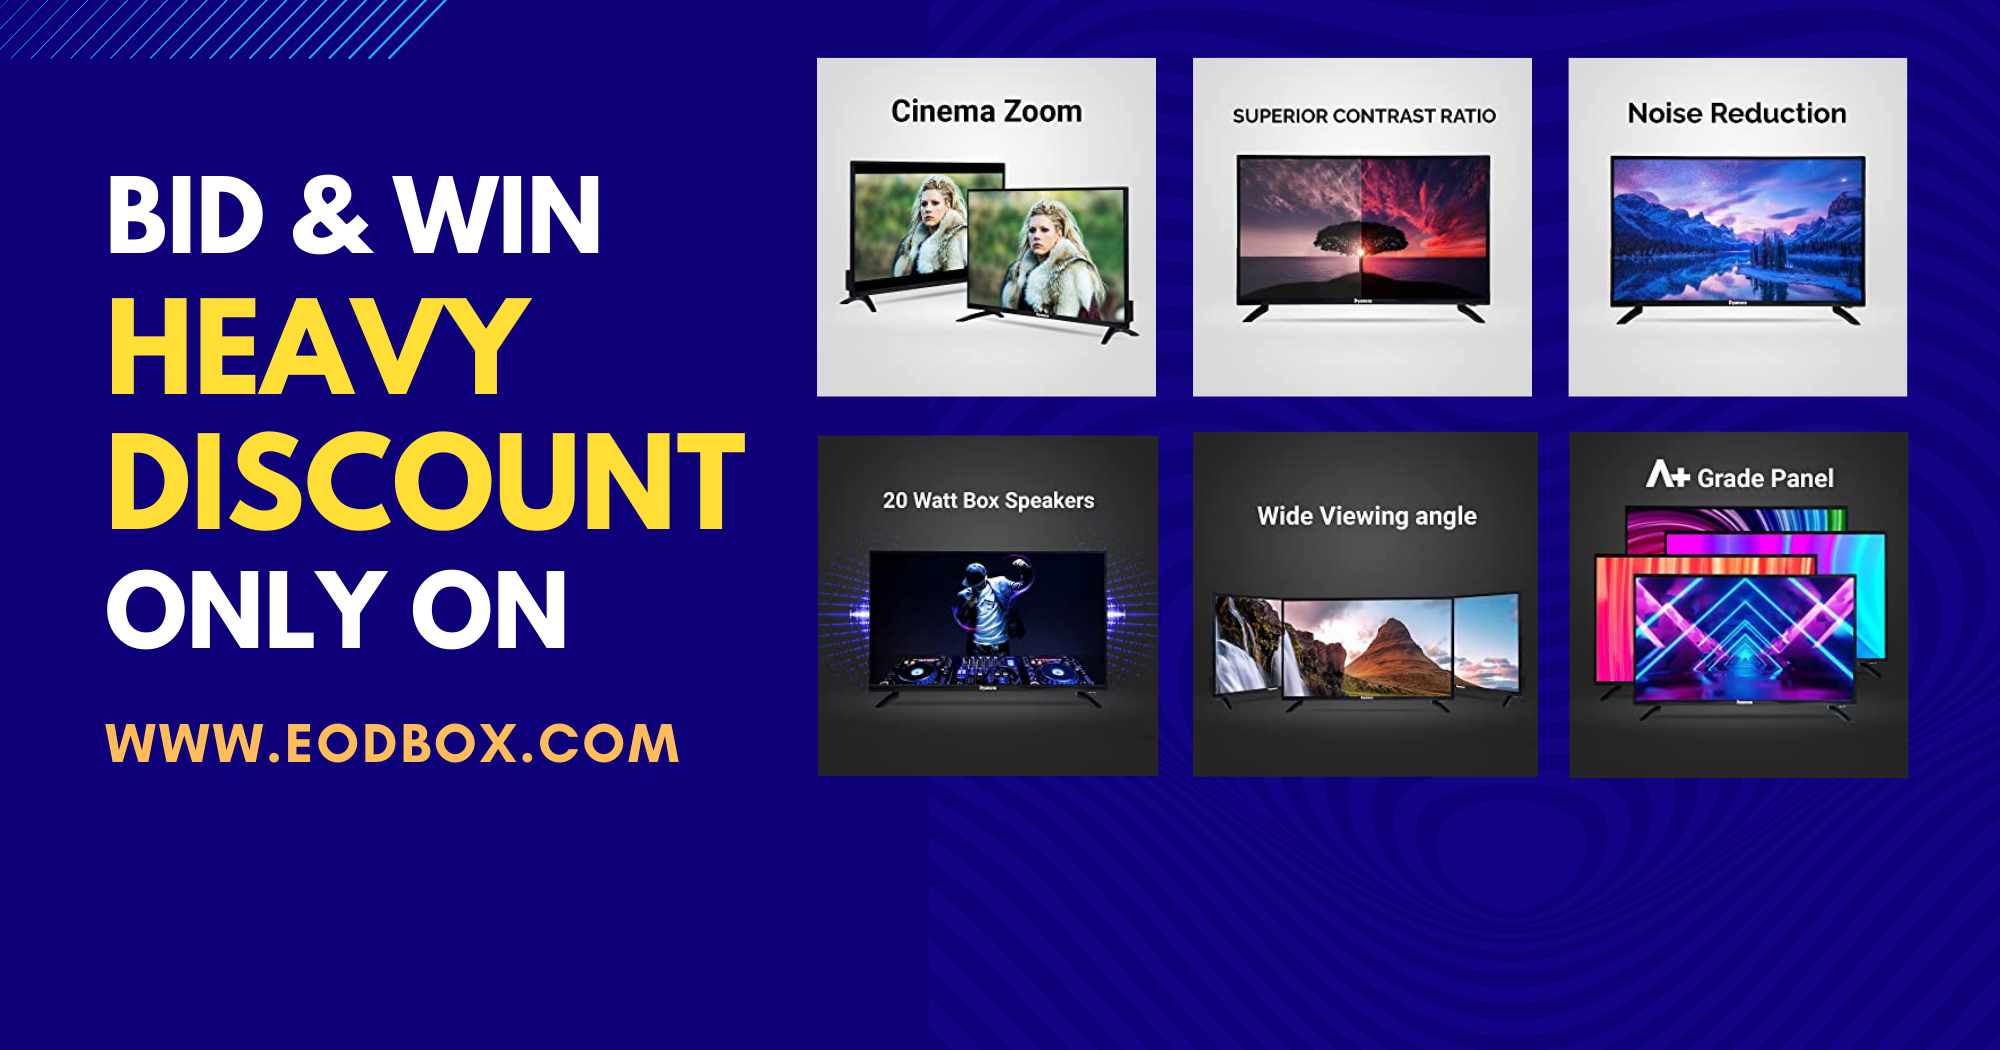 BID & WIN
HEAVY
DISCOUNT
ONLY ON
WWW.EODBOX.COM
Cinema Zoom
SUPERIOR CONTRAST RATIO
Noise Reduction
20 Watt Box Speakers
Wide Viewing angle
A+ Grade Panel